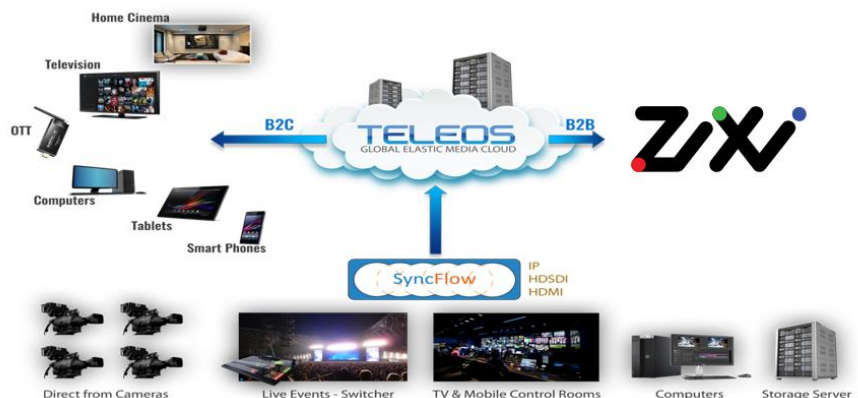 Home Cinema
Television
OTT
Computers
Tablets
Smart Phones
B2C
TELEOS
GLOBAL ELASTIC MEDIA CLOUD
B2B
ZiXi
SyncFlow
IP
HDSDI
HDMI
Direct from Cameras
Live Events - Switcher
TV & Mobile Control Rooms
Computers
Storage Server